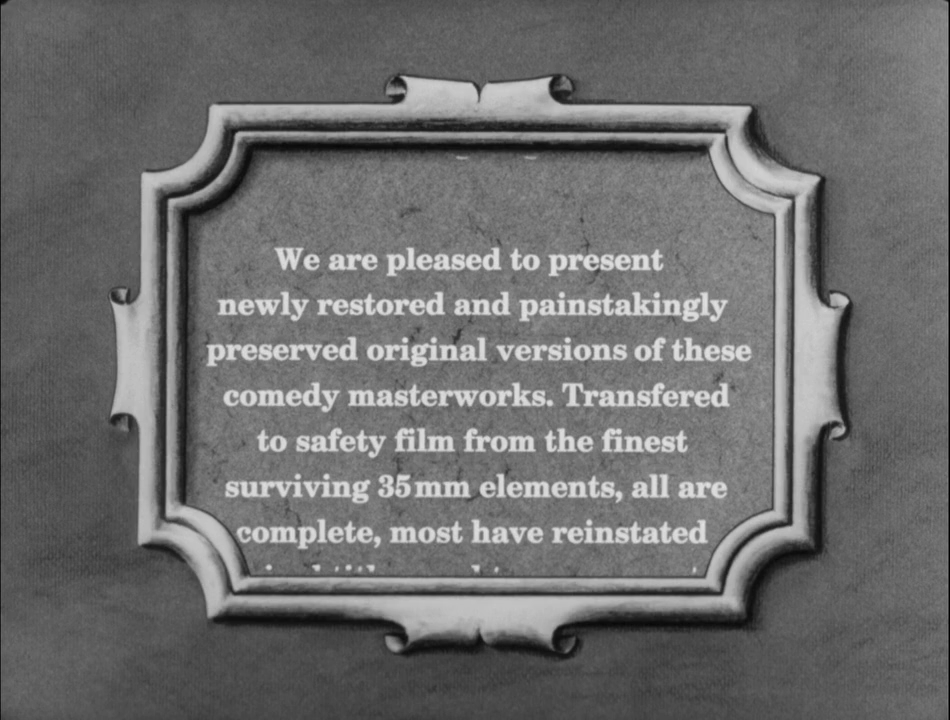 We are pleased to present
newly restored and painstakingly
preserved original versions of these
comedy masterworks. Transfered
to safety film from the finest
surviving 35mm elements, all are
complete, most have reinstated